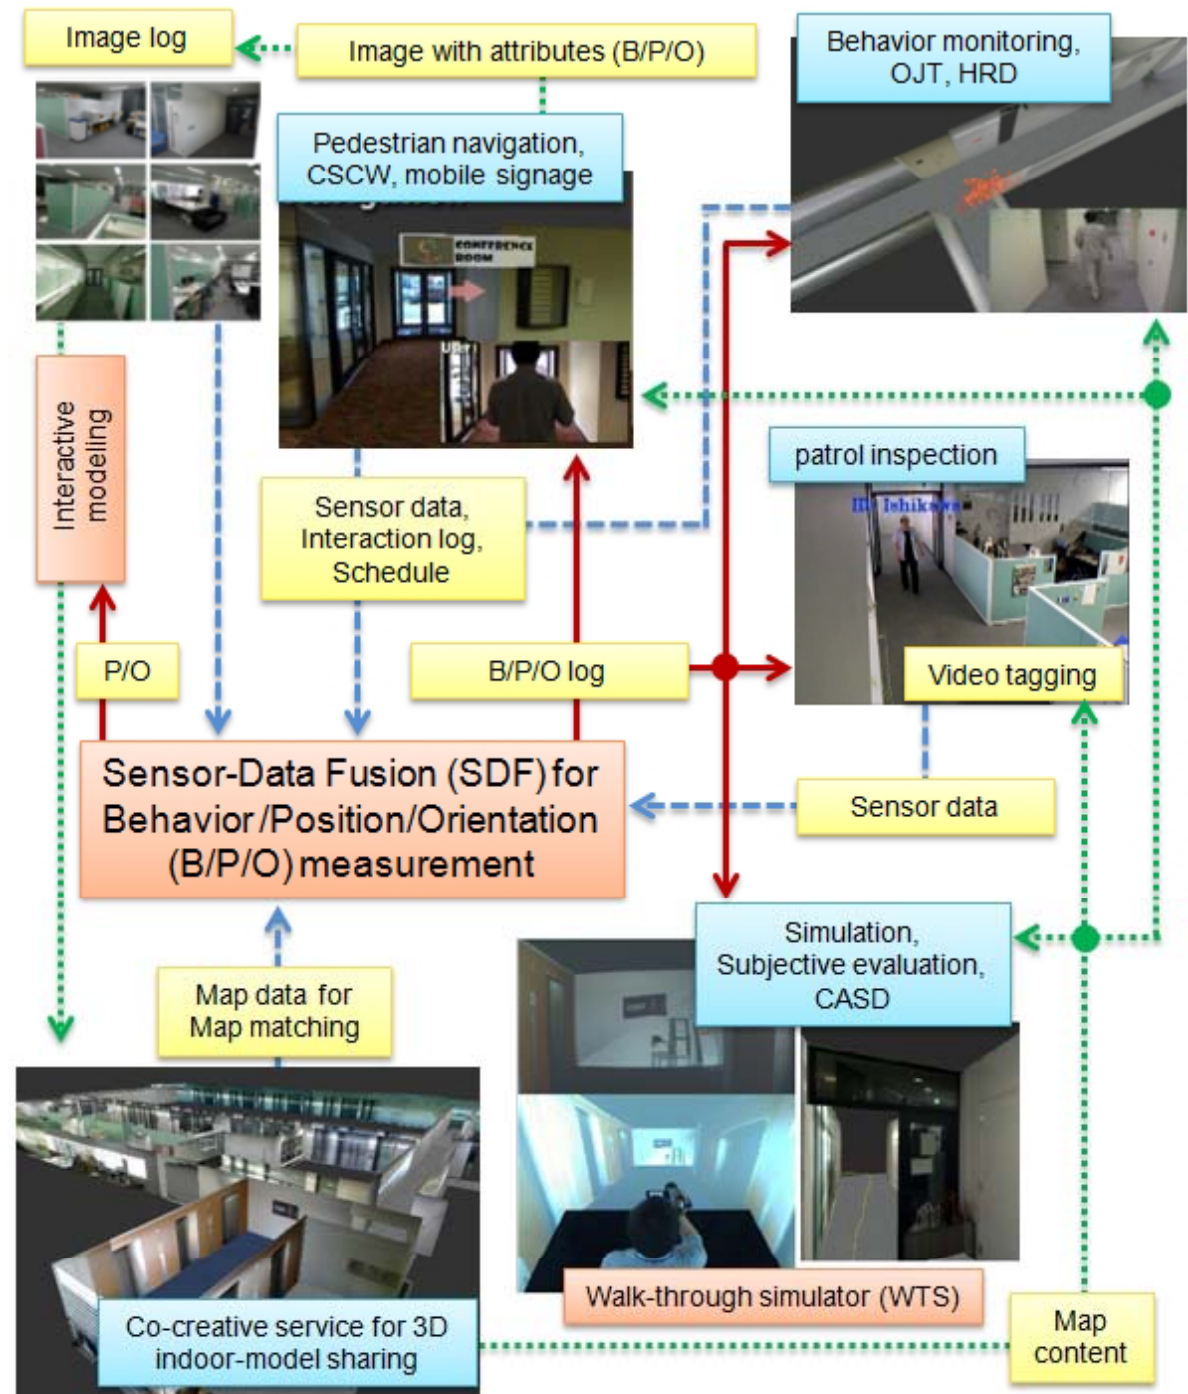 Image log
Image with attributes (B/P/O)
Behavior monitoring,
OJT, HRD
Pedestrian navigation,
CSCW, mobile signage
CONFERENCE
ROOM
Interactive
modeling
Sensor data,
Interaction log,
Schedule
patrol inspection
ID Ishikawa
P/O
B/P/O log
Video tagging
Sensor-Data Fusion (SDF) for
Behavior/Position/Orientation
(B/P/O) measurement
Sensor data
Map data for
Map matching
Simulation,
Subjective evaluation,
CASD
Walk-through simulator (WTS)
Co-creative service for 3D
indoor-model sharing
Map
content